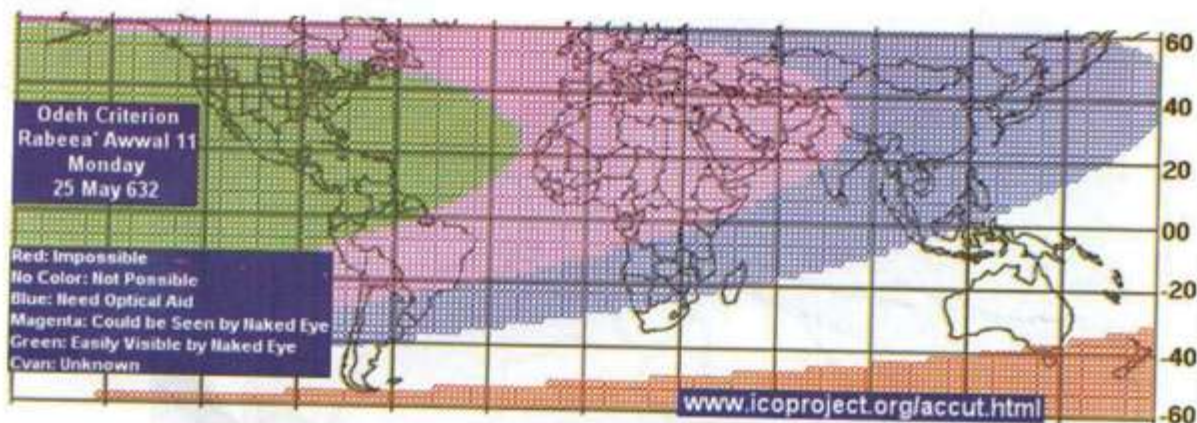 Odeh Criterion
Rabeea` Awwal 11
Monday
25 May 632
Red: Impossible
No Color: Not Possible
Blue: Need Optical Aid
Magenta: Could be Seen by Naked Eye
Green: Easily Visible by Naked Eye
Cyan: Unknown
60
40
20
00
-20
-40
-60
www.icoproject.org/accut.html